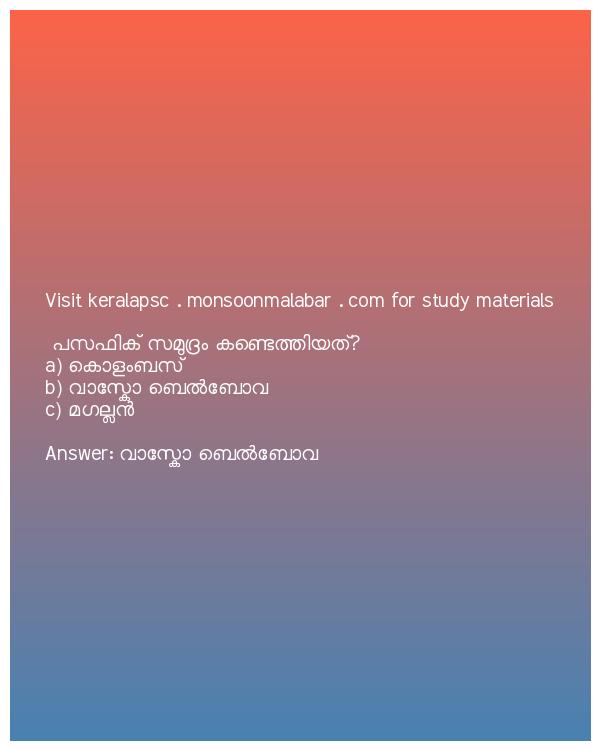 Visit keralapsc . monsoonmalabar . com for study materials
പസഫിക് സമുദ്രം കണ്ടെത്തിയത്?
a) കൊളംബസ്
b) വാസ്കോ ബെൽബോവ
c) മഗല്ലൻ
Answer: വാസ്കോ ബെൽബോവ